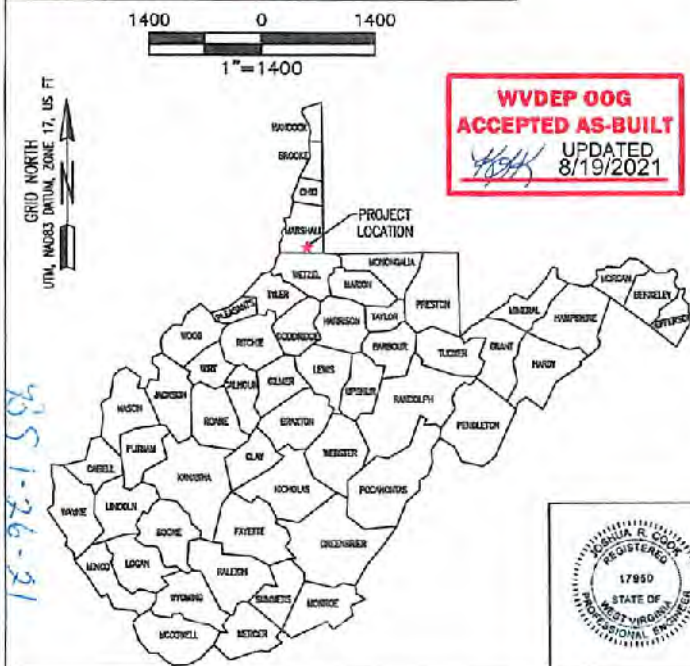 1400 0 1400
1"=1400
GRID NORTH
UTM, NAD83 DATUM, ZONE 17, US FT
WVDEP OOG
ACCEPTED AS-BUILT
UPDATED
8/19/2021
HANCOCK
BROOKE
OHIO
MARSHALL
PROJECT
LOCATION
WETZEL
MONONGALIA
MARION
PRESTON
MORGAN
BERKELEY
JEFFERSON
MINERAL
HAMPSHIRE
TYLER
PLEASANTS
TAYLOR
HARRISON
DODDRIDGE
WOOD
RITCHIE
BARBOUR
TUCKER
GRANT
HARDY
WIRT
LEWIS
GILMER
CALHOUN
UPSHUR
RANDOLPH
JACKSON
MASON
ROANE
BRAXTON
PENDLETON
WEBSTER
PUTNAM
CLAY
CABELL
KANAWHA
NICHOLAS
POCAHONTAS
WAYNE
LINCOLN
BOONE
FAYETTE
GREENBRIER
MINGO
LOGAN
RALEIGH
SUMMERS
MONROE
WYOMING
MCDOWELL
MERCER
1-26-21
JOSHUA R. COOK
REGISTERED
17950
STATE OF
WEST VIRGINIA
PROFESSIONAL ENGINEER